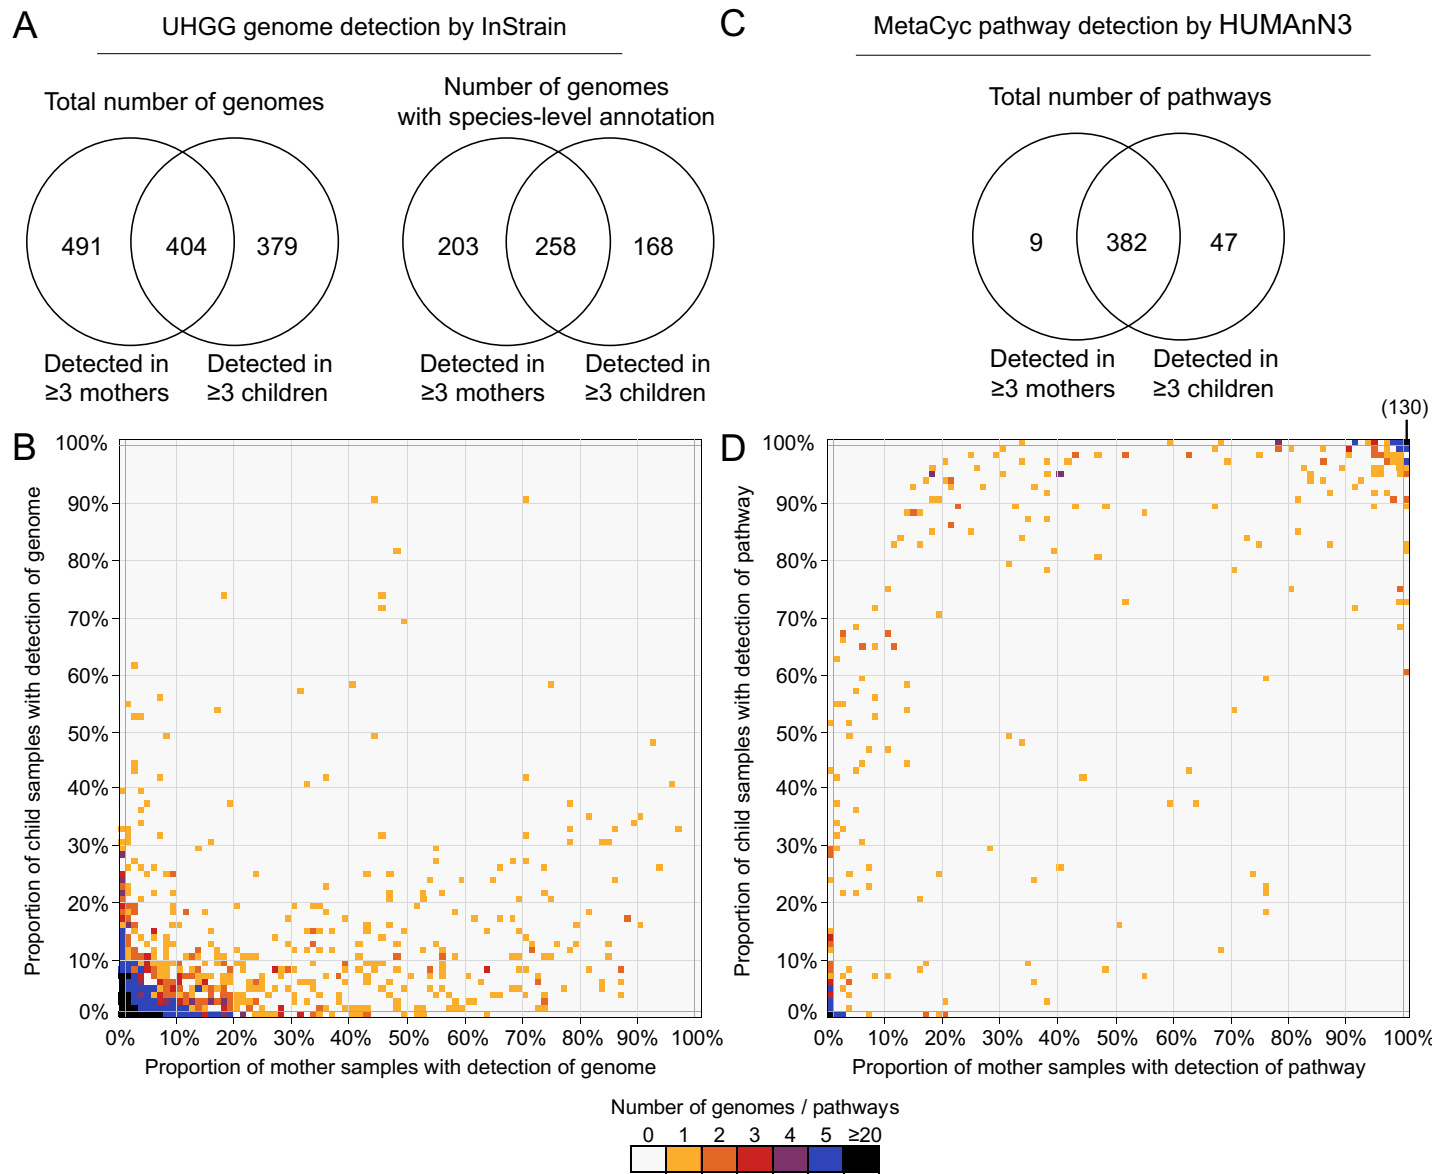 A
UHGG genome detection by InStrain
Total number of genomes
Number of genomes
with species-level annotation
491
404
379
203
258
168
Detected in
≥3 mothers
Detected in
≥3 children
Detected in
≥3 mothers
Detected in
≥3 children
C
MetaCyc pathway detection by HUMAnN3
Total number of pathways
9
382
47
Detected in
≥3 mothers
Detected in
≥3 children
B
Proportion of child samples with detection of genome
100%
90%
80%
70%
60%
50%
40%
30%
20%
10%
0%
0% 10% 20% 30% 40% 50% 60% 70% 80% 90% 100%
Proportion of mother samples with detection of genome
D
(130)
Proportion of child samples with detection of pathway
100%
90%
80%
70%
60%
50%
40%
30%
20%
10%
0%
0% 10% 20% 30% 40% 50% 60% 70% 80% 90% 100%
Proportion of mother samples with detection of pathway
Number of genomes / pathways
0 1 2 3 4 5 ≥20